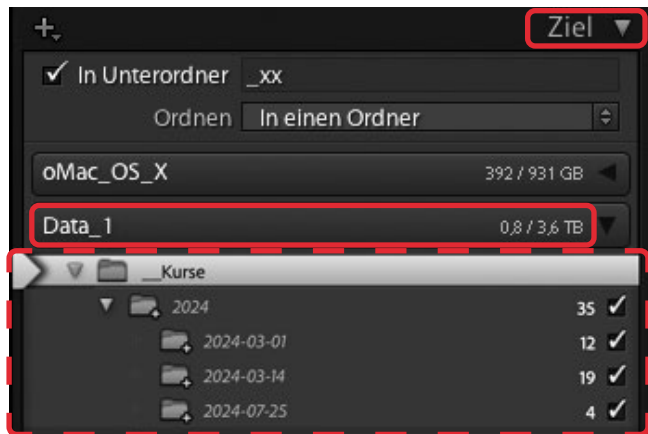 Ziel
In Unterordner _xx
Ordnen In einen Ordner
oMac_OS_X 392 / 931 GB
Data_1 0,8 / 3,6 TB
__Kurse
2024 35
2024-03-01 12
2024-03-14 19
2024-07-25 4